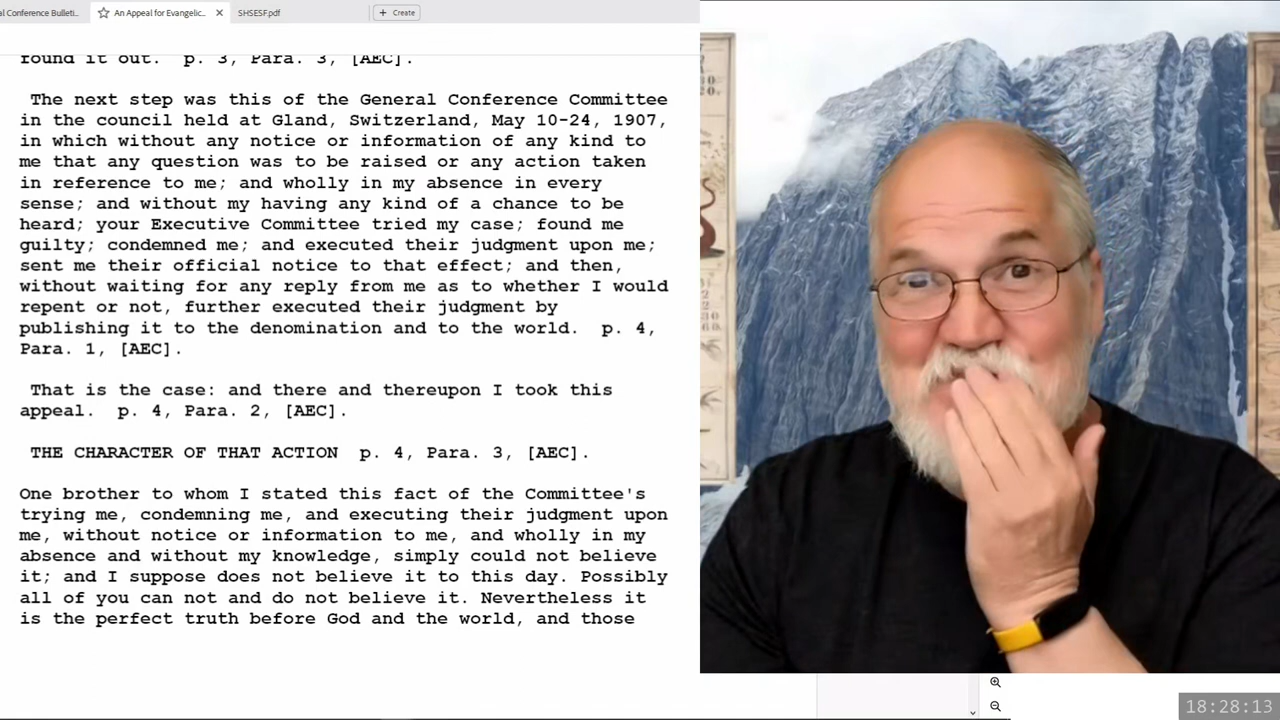 al Conference Bulleti..
An Appeal for Evangelic..
SHSESF.pdf
Create
round it out. p. 3, Para. 3, [AEC].
The next step was this of the General Conference Committee
in the council held at Gland, Switzerland, May 10-24, 1907,
in which without any notice or information of any kind to
me that any question was to be raised or any action taken
in reference to me; and wholly in my absence in every
sense; and without my having any kind of a chance to be
heard; your Executive Committee tried my case; found me
guilty; condemned me; and executed their judgment upon me;
sent me their official notice to that effect; and then,
without waiting for any reply from me as to whether I would
repent or not, further executed their judgment by
publishing it to the denomination and to the world. p. 4,
Para. 1, [AEC].
That is the case: and there and thereupon I took this
appeal. p. 4, Para. 2, [AEC].
THE CHARACTER OF THAT ACTION p. 4, Para. 3, [AEC].
One brother to whom I stated this fact of the Committee's
trying me, condemning me, and executing their judgment upon
me, without notice or information to me, and wholly in my
absence and without my knowledge, simply could not believe
it; and I suppose does not believe it to this day. Possibly
all of you can not and do not believe it. Nevertheless it
is the perfect truth before God and the world, and those
18:28:13